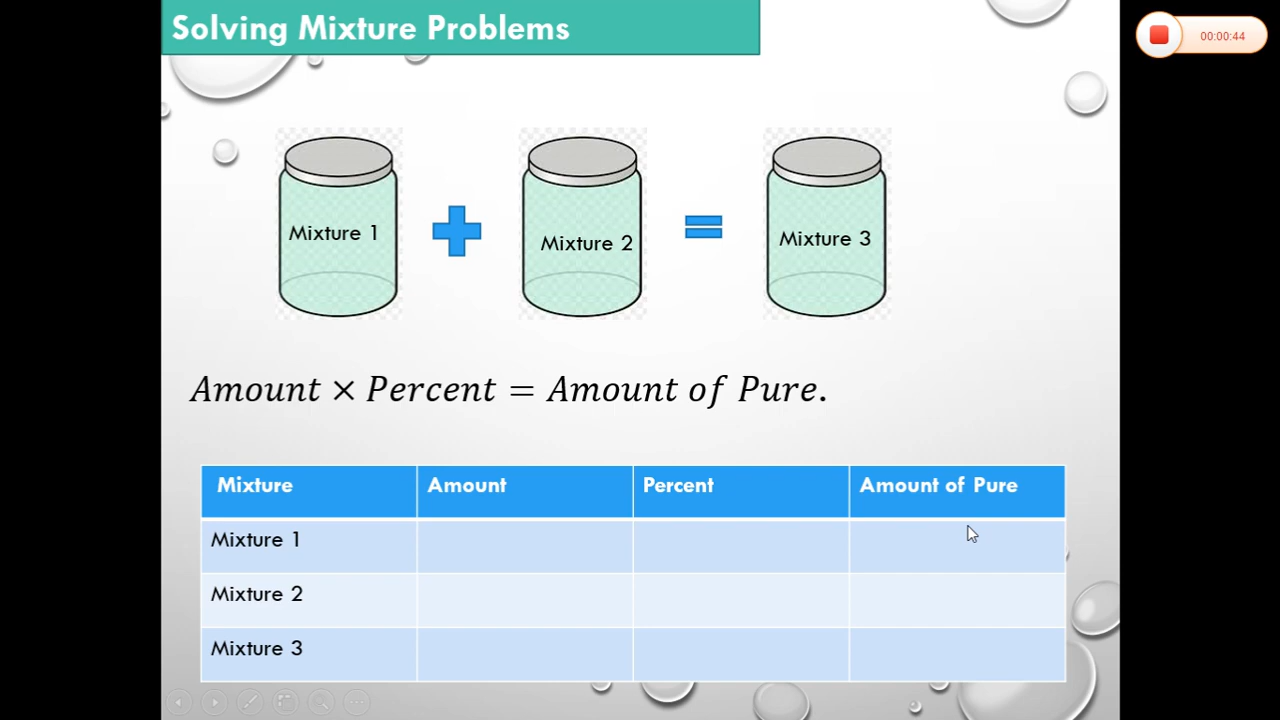 Solving Mixture Problems
00:00:44
Mixture 1
Mixture 2
Mixture 3
Amount × Percent = Amount of Pure.
Mixture Amount Percent Amount of Pure
Mixture 1
Mixture 2
Mixture 3